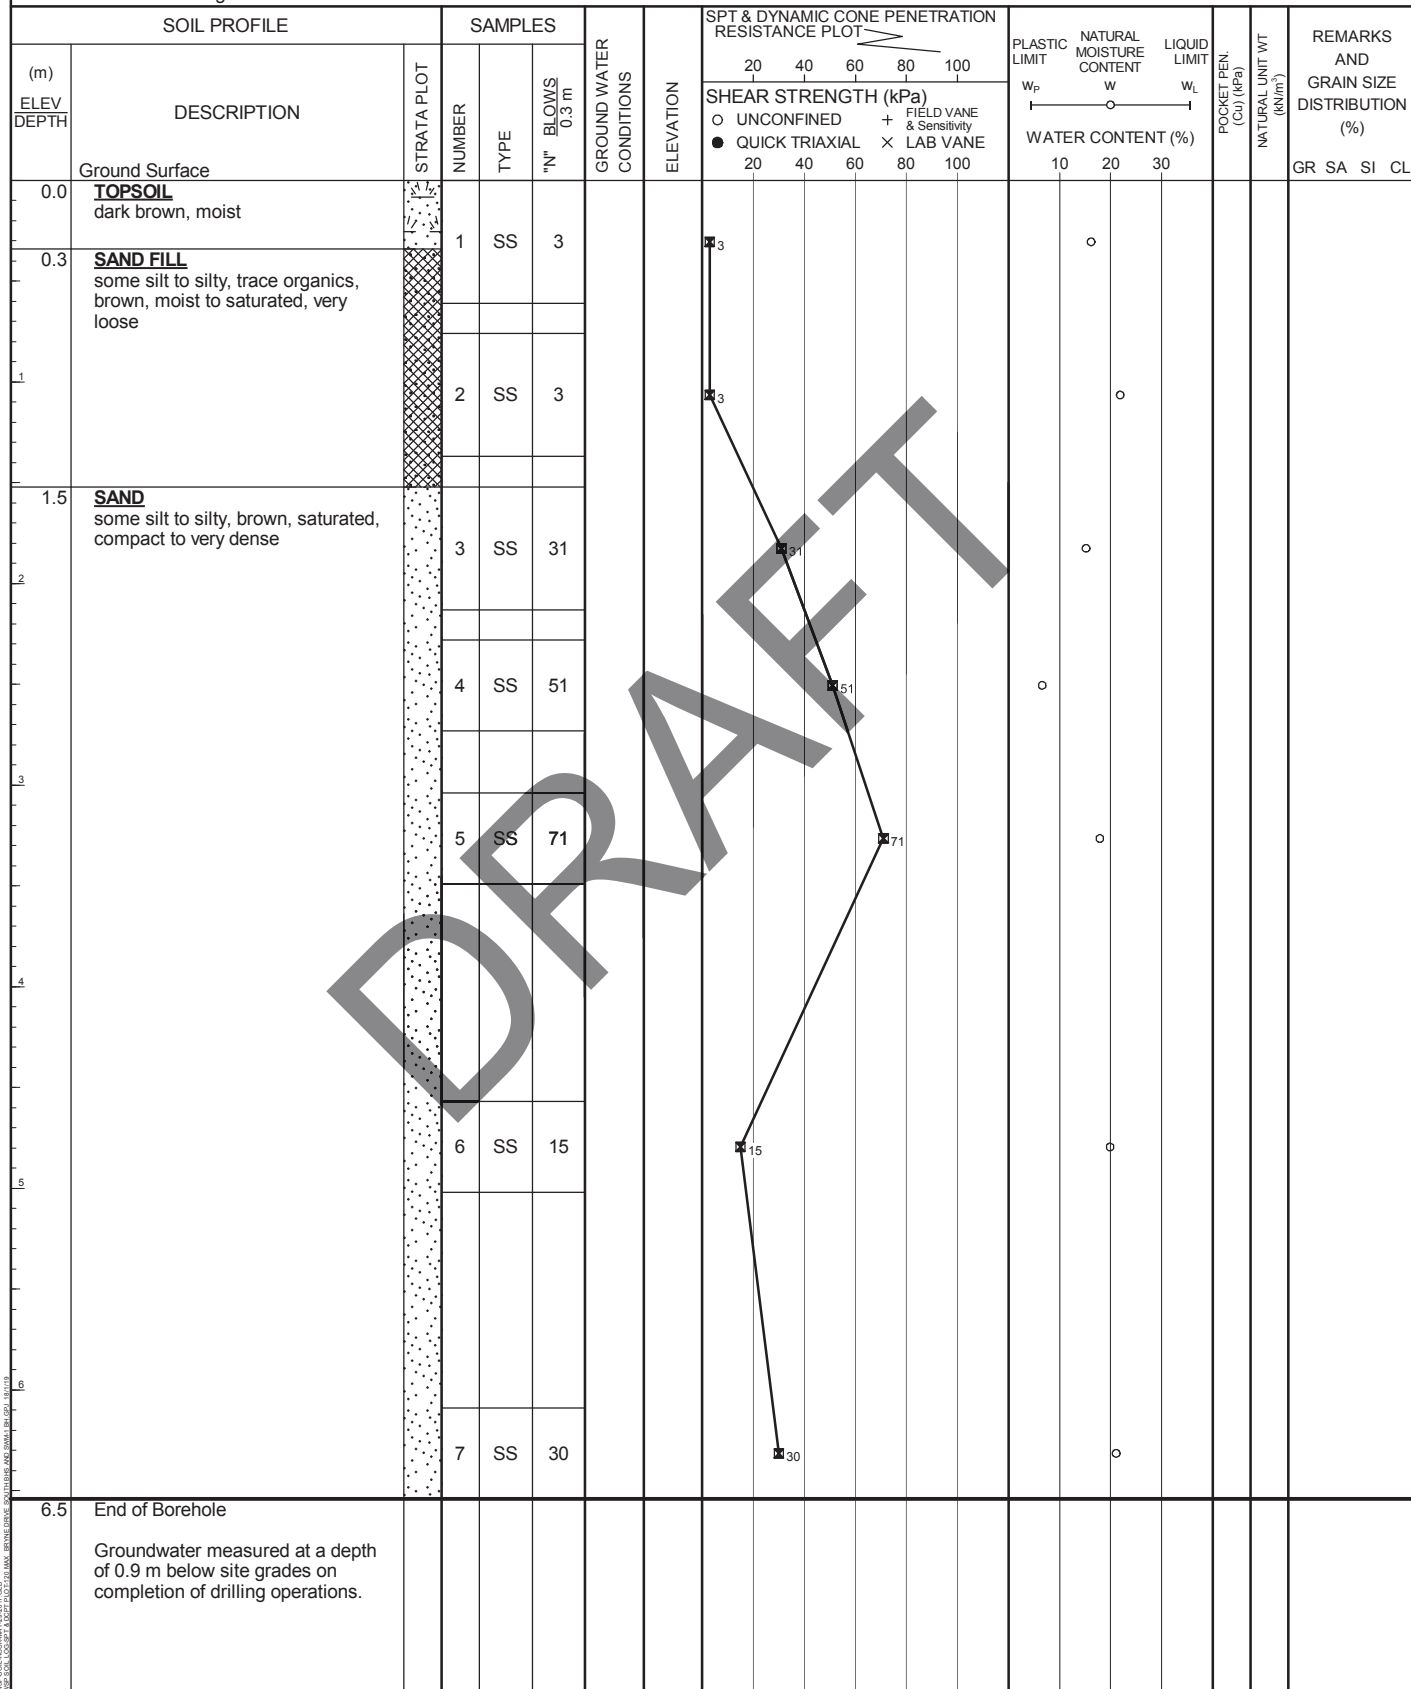 SOIL PROFILE
SAMPLES
GROUND WATER
CONDITIONS
ELEVATION
SPT & DYNAMIC CONE PENETRATION
RESISTANCE PLOT
20 40 60 80 100
SHEAR STRENGTH (kPa)
UNCONFINED
FIELD VANE
& Sensitivity
QUICK TRIAXIAL
LAB VANE
20 40 60 80 100
PLASTIC
LIMIT
NATURAL
MOISTURE
CONTENT
LIQUID
LIMIT
WP W WL
WATER CONTENT (%)
10 20 30
POCKET PEN.
(Cu) (kPa)
NATURAL UNIT WT
(kN/m³)
REMARKS
AND
GRAIN SIZE
DISTRIBUTION
(%)
GR SA SI CL
(m)
ELEV
DEPTH
DESCRIPTION
STRATA PLOT
NUMBER
TYPE
"N" BLOWS
0.3 m
Ground Surface
0.0 TOPSOIL
dark brown, moist
1 SS 3
3
0.3 SAND FILL
some silt to silty, trace organics,
brown, moist to saturated, very
loose
1
2 SS 3
3
1.5 SAND
some silt to silty, brown, saturated,
compact to very dense
3 SS 31
31
2
4 SS 51
51
3
5 SS 71
71
4
6 SS 15
15
5
6
7 SS 30
30
6.5 End of Borehole
Groundwater measured at a depth
of 0.9 m below site grades on
completion of drilling operations.
DRAFT